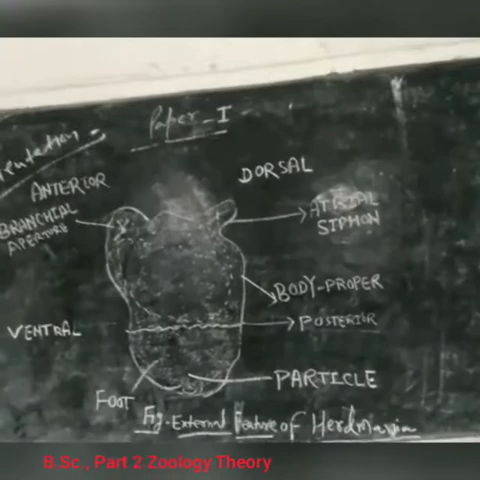 Paper-I
DORSAL
ANTERIOR
BRANCHIAL
APERTURE
ATRIAL
SIPHON
BODY-PROPER
POSTERIOR
VENTRAL
PARTICLE
FOOT
Fig-External Feature of Herdmania
B.Sc., Part 2 Zoology Theory